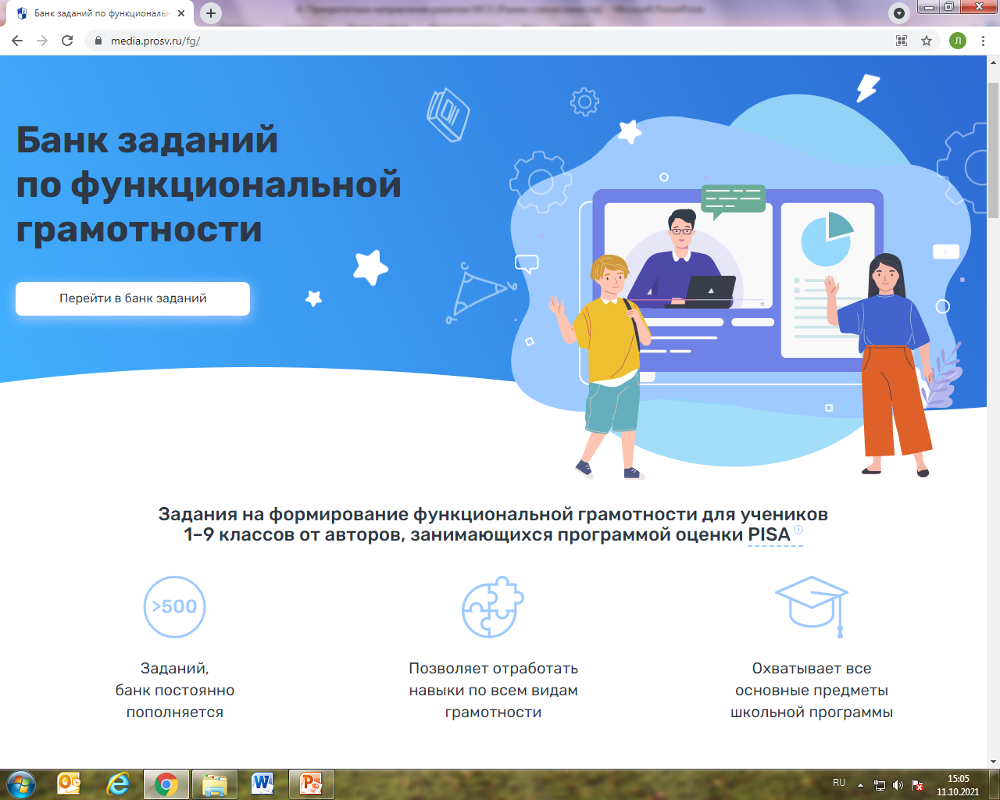 Банк заданий по функциональн
media.prosv.ru/fg/
Л
Банк заданий
по функциональной
грамотности
Перейти в банк заданий
Задания на формирование функциональной грамотности для учеников
1–9 классов от авторов, занимающихся программой оценки PISA
>500
Заданий,
банк постоянно
пополняется
Позволяет отработать
навыки по всем видам
грамотности
Охватывает все
основные предметы
школьной программы
RU
15:05
11.10.2021